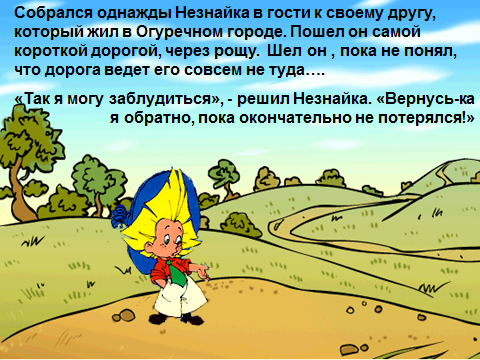 Собрался однажды Незнайка в гости к своему другу,
который жил в Огуречном городе. Пошел он самой
короткой дорогой, через рощу. Шел он , пока не понял,
что дорога ведет его совсем не туда….
«Так я могу заблудиться», - решил Незнайка. «Вернусь-ка
я обратно, пока окончательно не потерялся!»